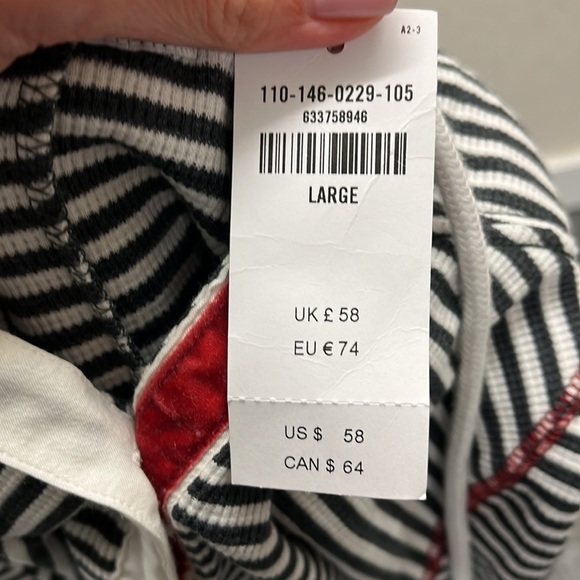 A2-3
110-146-0229-105
633758946
LARGE
UK £ 58
EU € 74
US $ 58
CAN $ 64